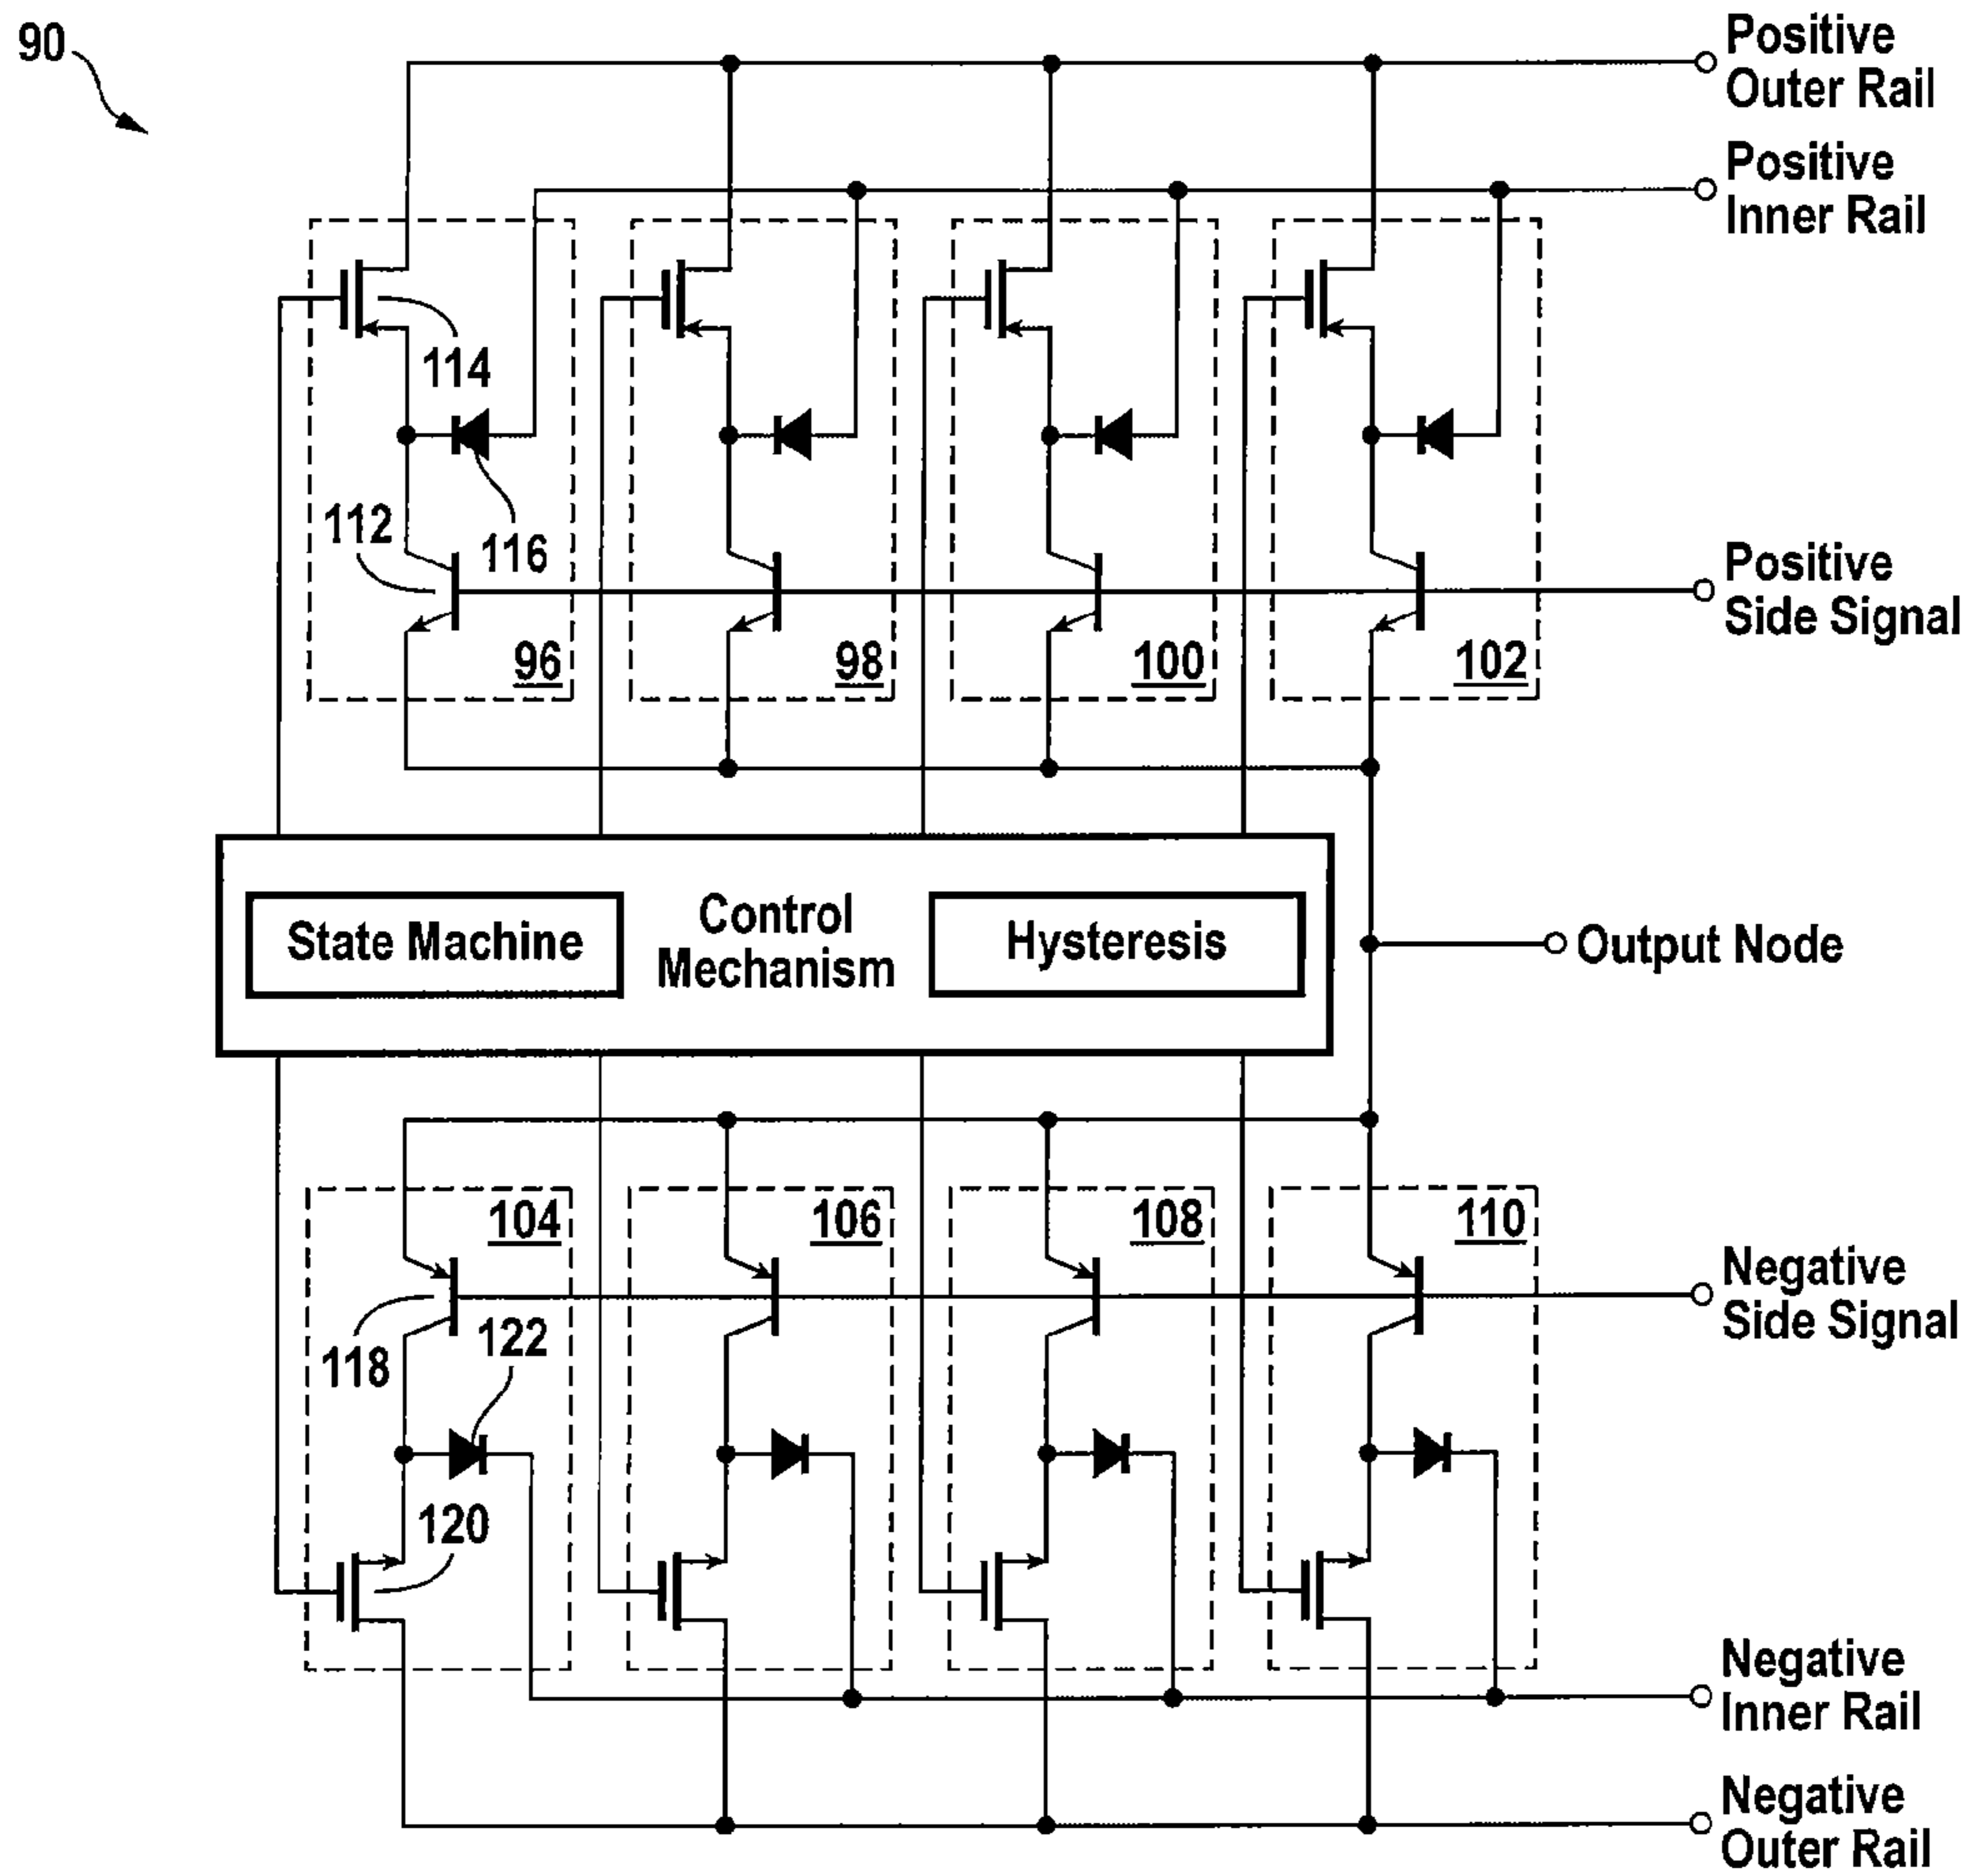 90
Positive
Outer Rail
Positive
Inner Rail
114
112
116
Positive
Side Signal
96
98
100
102
State Machine
Control
Mechanism
Hysteresis
Output Node
104
106
108
110
Negative
Side Signal
118
122
120
Negative
Inner Rail
Negative
Outer Rail